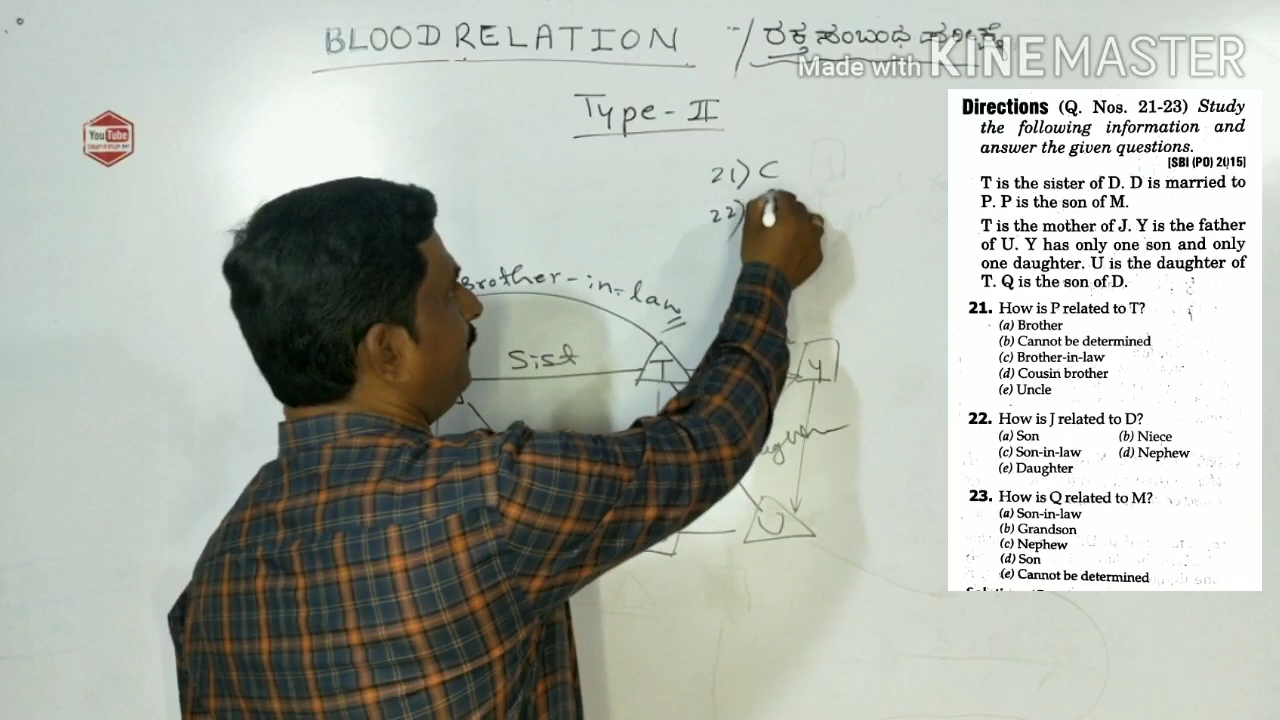 BLOOD RELATION -/ ರಕ್ತ ಸಂಬಂಧ ಪರೀಕ್ಷೆ
Made with KINEMASTER
Type - II
YouTube
21) C
22)
Brother-in-law
Sist
T
Y
U
Directions (Q. Nos. 21-23) Study
the following information and
answer the given questions.
[SBI (PO) 2015]
T is the sister of D. D is married to
P. P is the son of M.
T is the mother of J. Y is the father
of U. Y has only one son and only
one daughter. U is the daughter of
T. Q is the son of D.
21. How is P related to T?
(a) Brother
(b) Cannot be determined
(c) Brother-in-law
(d) Cousin brother
(e) Uncle
22. How is J related to D?
(a) Son (b) Niece
(c) Son-in-law (d) Nephew
(e) Daughter
23. How is Q related to M?
(a) Son-in-law
(b) Grandson
(c) Nephew
(d) Son
(e) Cannot be determined